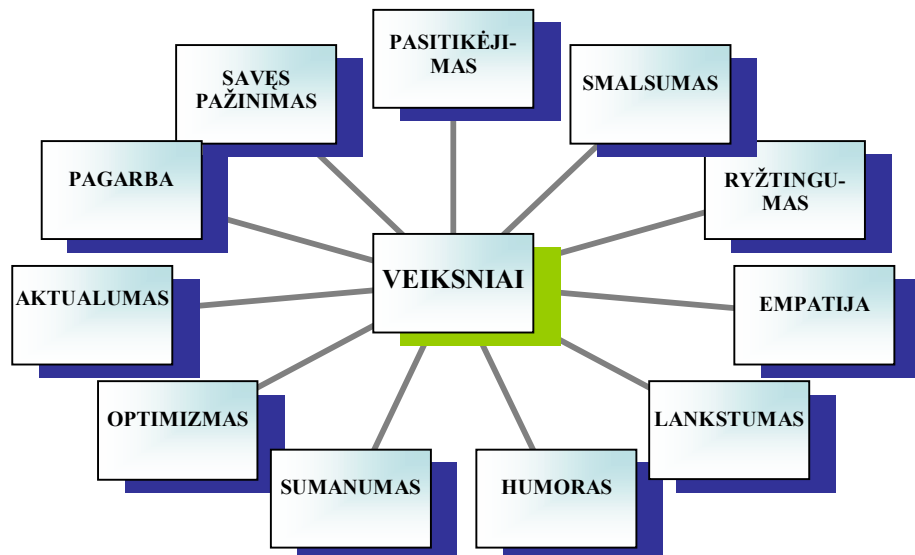 PASITIKĖJI-
MAS
SAVĘS
PAŽINIMAS
SMALSUMAS
PAGARBA
RYŽTINGU-
MAS
VEIKSNIAI
AKTUALUMAS
EMPATIJA
OPTIMIZMAS
LANKSTUMAS
SUMANUMAS
HUMORAS